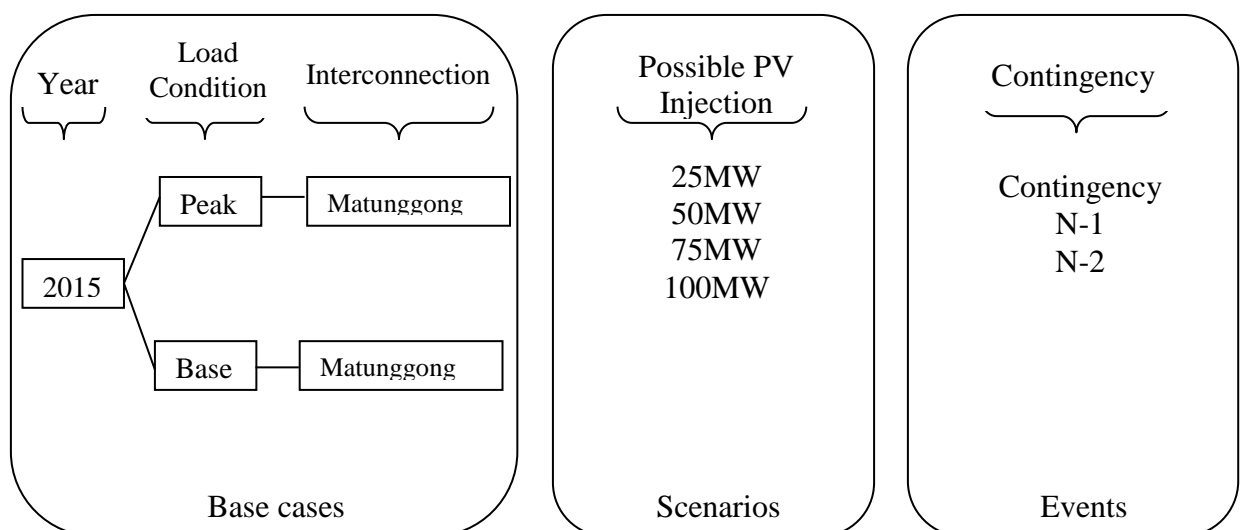 Year
Load
Condition
Interconnection
Peak
Matunggong
2015
Base
Matunggong
Base cases
Possible PV
Injection
25MW
50MW
75MW
100MW
Scenarios
Contingency
Contingency
N-1
N-2
Events